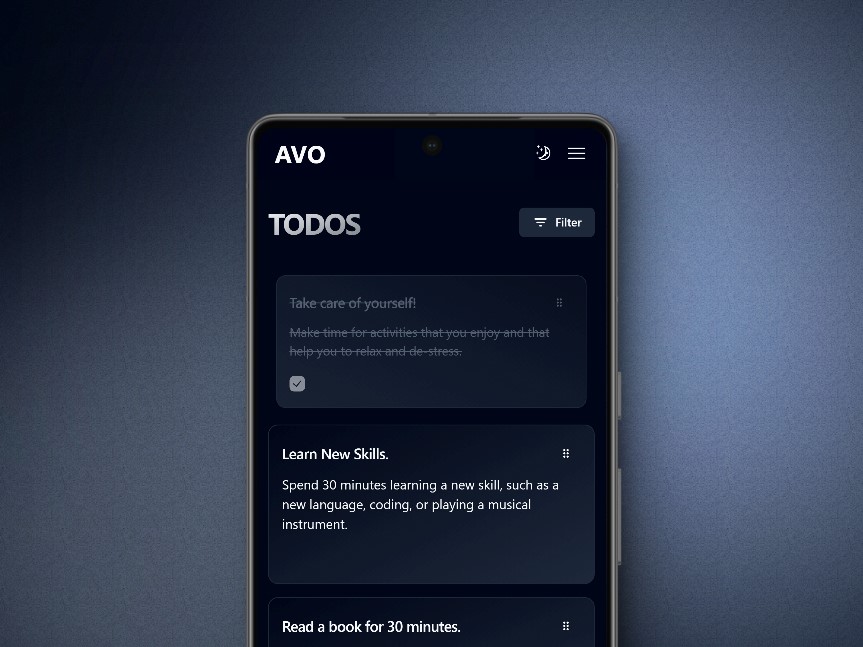 AVO
TODOS
Filter
Take care of yourself!
Make time for activities that you enjoy and that
help you to relax and de-stress.
Learn New Skills.
Spend 30 minutes learning a new skill, such as a
new language, coding, or playing a musical
instrument.
Read a book for 30 minutes.